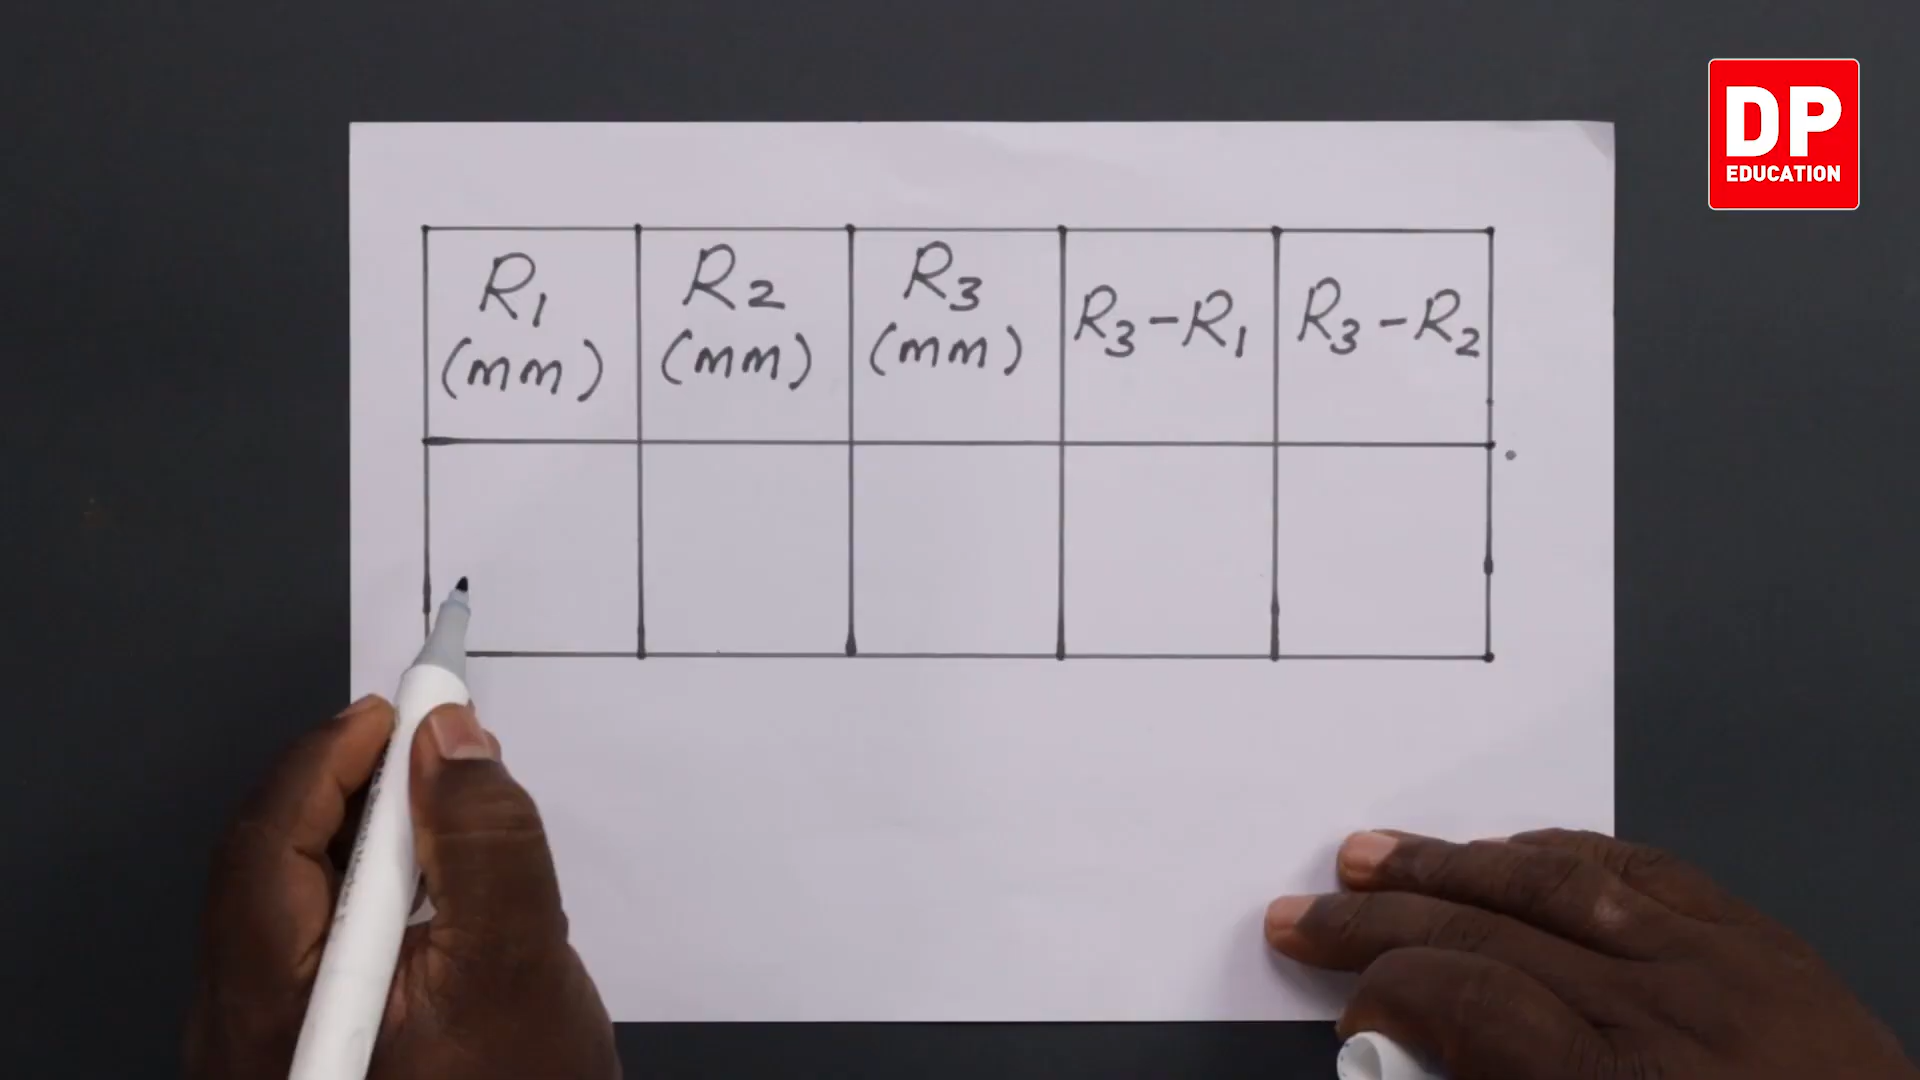 DP
EDUCATION
R1 R2 R3 R3-R1 R3-R2
(mm) (mm) (mm)